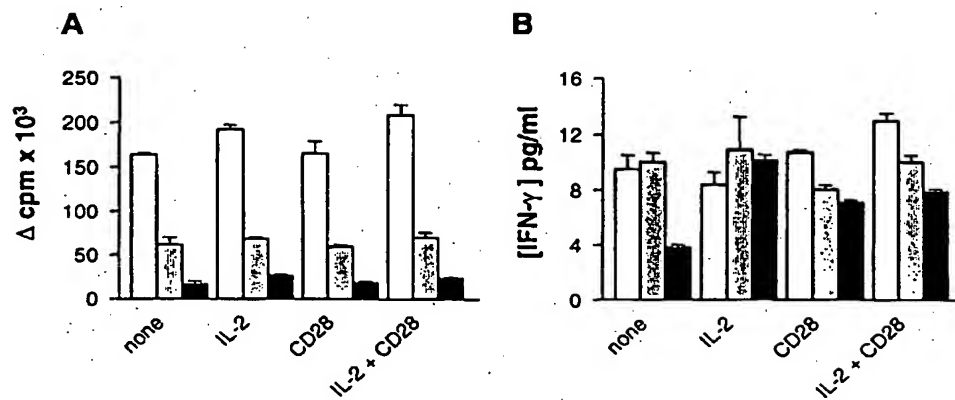 A
Δ cpm x 10³
250
200
150
100
50
0
none
IL-2
CD28
IL-2 + CD28
B
[IFN-γ] pg/ml
16
12
8
4
0
none
IL-2
CD28
IL-2 + CD28